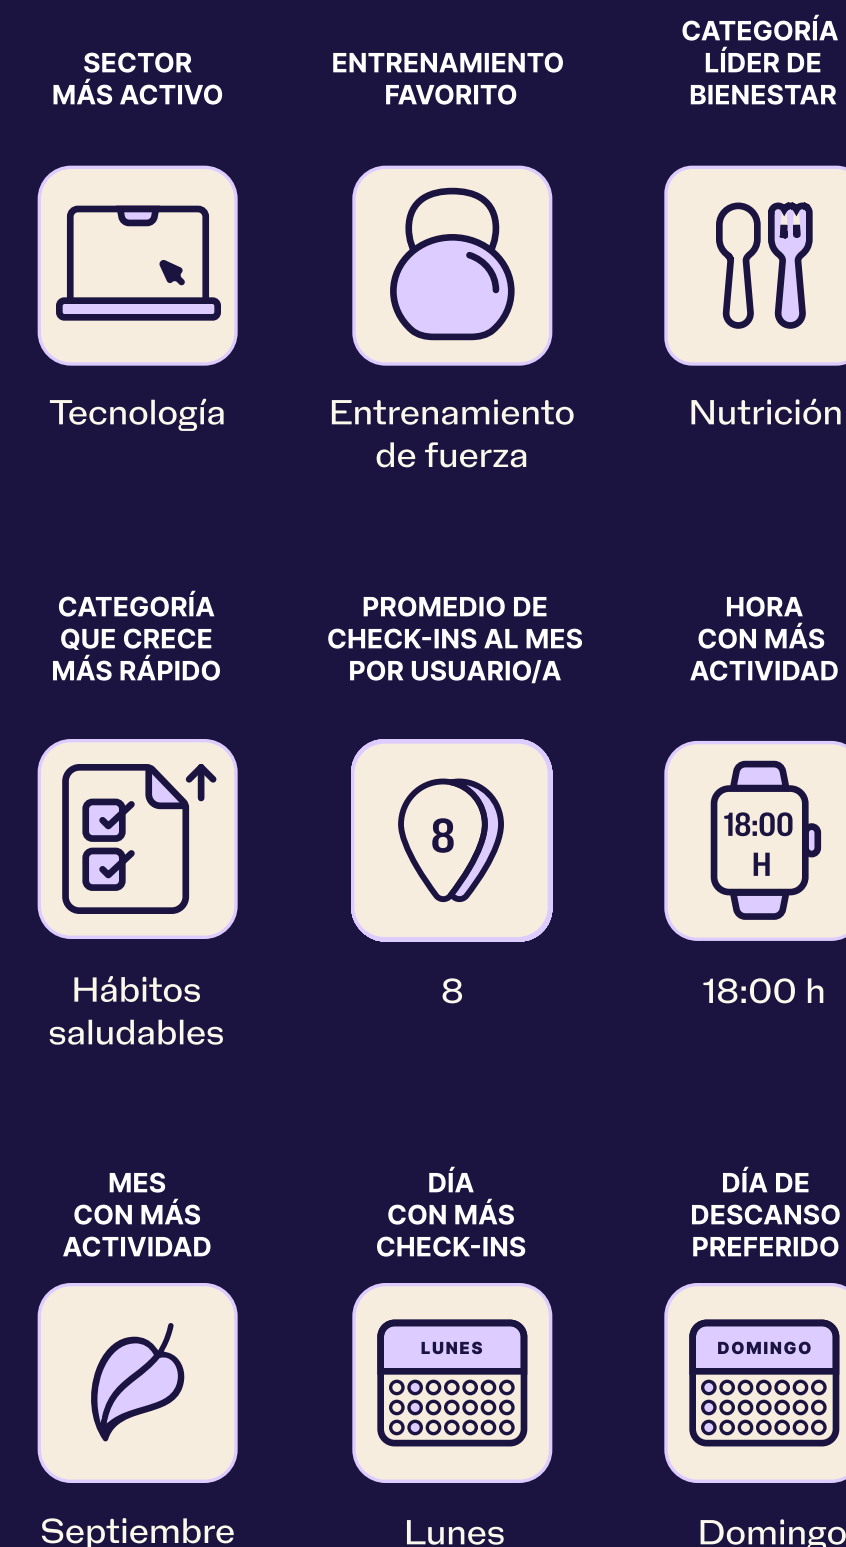 SECTOR
MÁS ACTIVO
Tecnología
ENTRENAMIENTO
FAVORITO
Entrenamiento
de fuerza
CATEGORÍA
LÍDER DE
BIENESTAR
Nutrición
CATEGORÍA
QUE CRECE
MÁS RÁPIDO
Hábitos
saludables
PROMEDIO DE
CHECK-INS AL MES
POR USUARIO/A
8
8
HORA
CON MÁS
ACTIVIDAD
18:00
H
18:00 h
MES
CON MÁS
ACTIVIDAD
Septiembre
DÍA
CON MÁS
CHECK-INS
LUNES
Lunes
DÍA DE
DESCANSO
PREFERIDO
DOMINGO
Domingo